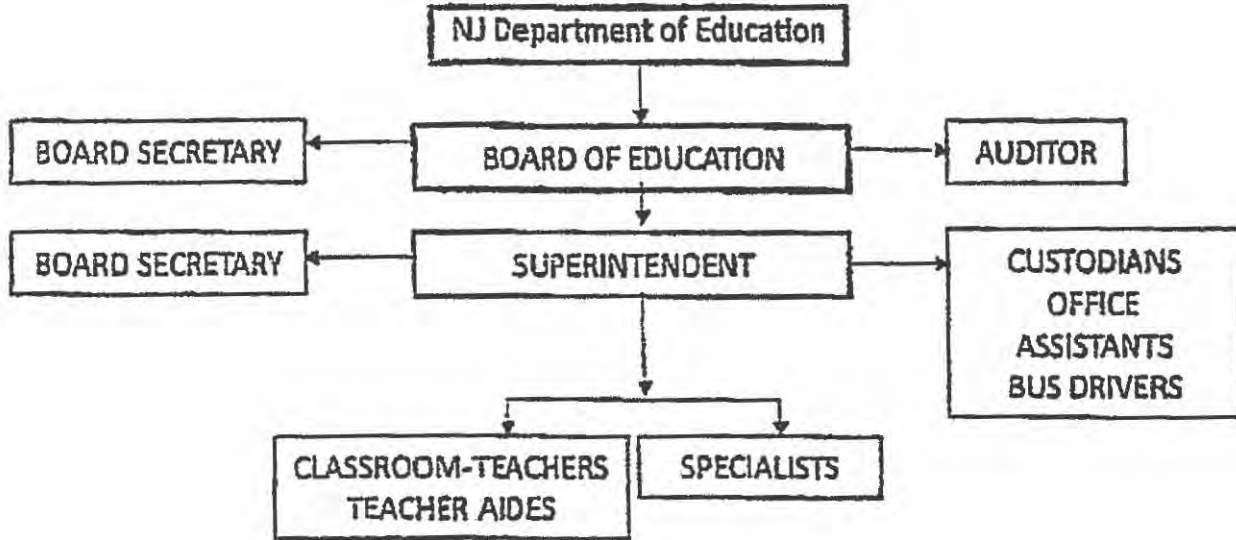 NJ Department of Education
BOARD SECRETARY
BOARD OF EDUCATION
AUDITOR
BOARD SECRETARY
SUPERINTENDENT
CUSTODIANS
OFFICE
ASSISTANTS
BUS DRIVERS
CLASSROOM-TEACHERS
TEACHER AIDES
SPECIALISTS